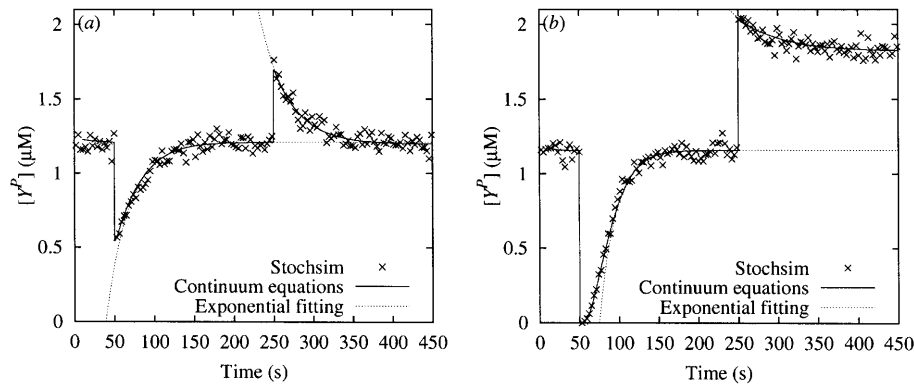 (a)
2
1.5
1
0.5
0
[Y^P] (μM)
Stochsim
Continuum equations
Exponential fitting
0 50 100 150 200 250 300 350 400 450
Time (s)
(b)
2
1.5
1
0.5
0
[Y^P] (μM)
Stochsim
Continuum equations
Exponential fitting
0 50 100 150 200 250 300 350 400 450
Time (s)